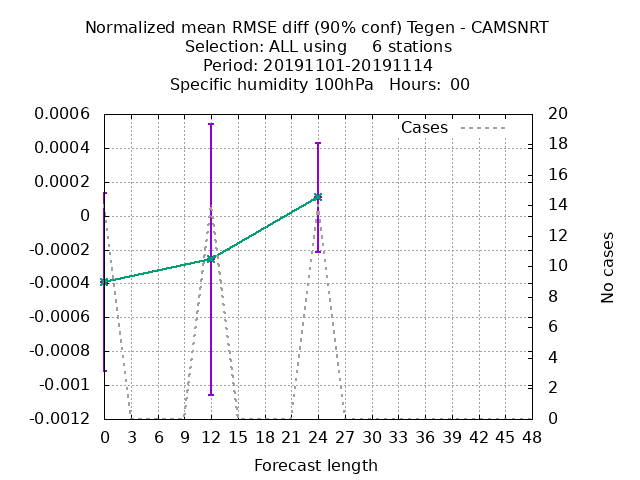 Normalized mean RMSE diff (90% conf) Tegen - CAMSNRT
Selection: ALL using     6 stations
Period: 20191101-20191114
Specific humidity 100hPa   Hours:  00
Cases
0.0006
0.0004
0.0002
0
-0.0002
-0.0004
-0.0006
-0.0008
-0.001
-0.0012
20
18
16
14
12
10
8
6
4
2
0
No cases
0 3 6 9 12 15 18 21 24 27 30 33 36 39 42 45 48
Forecast length